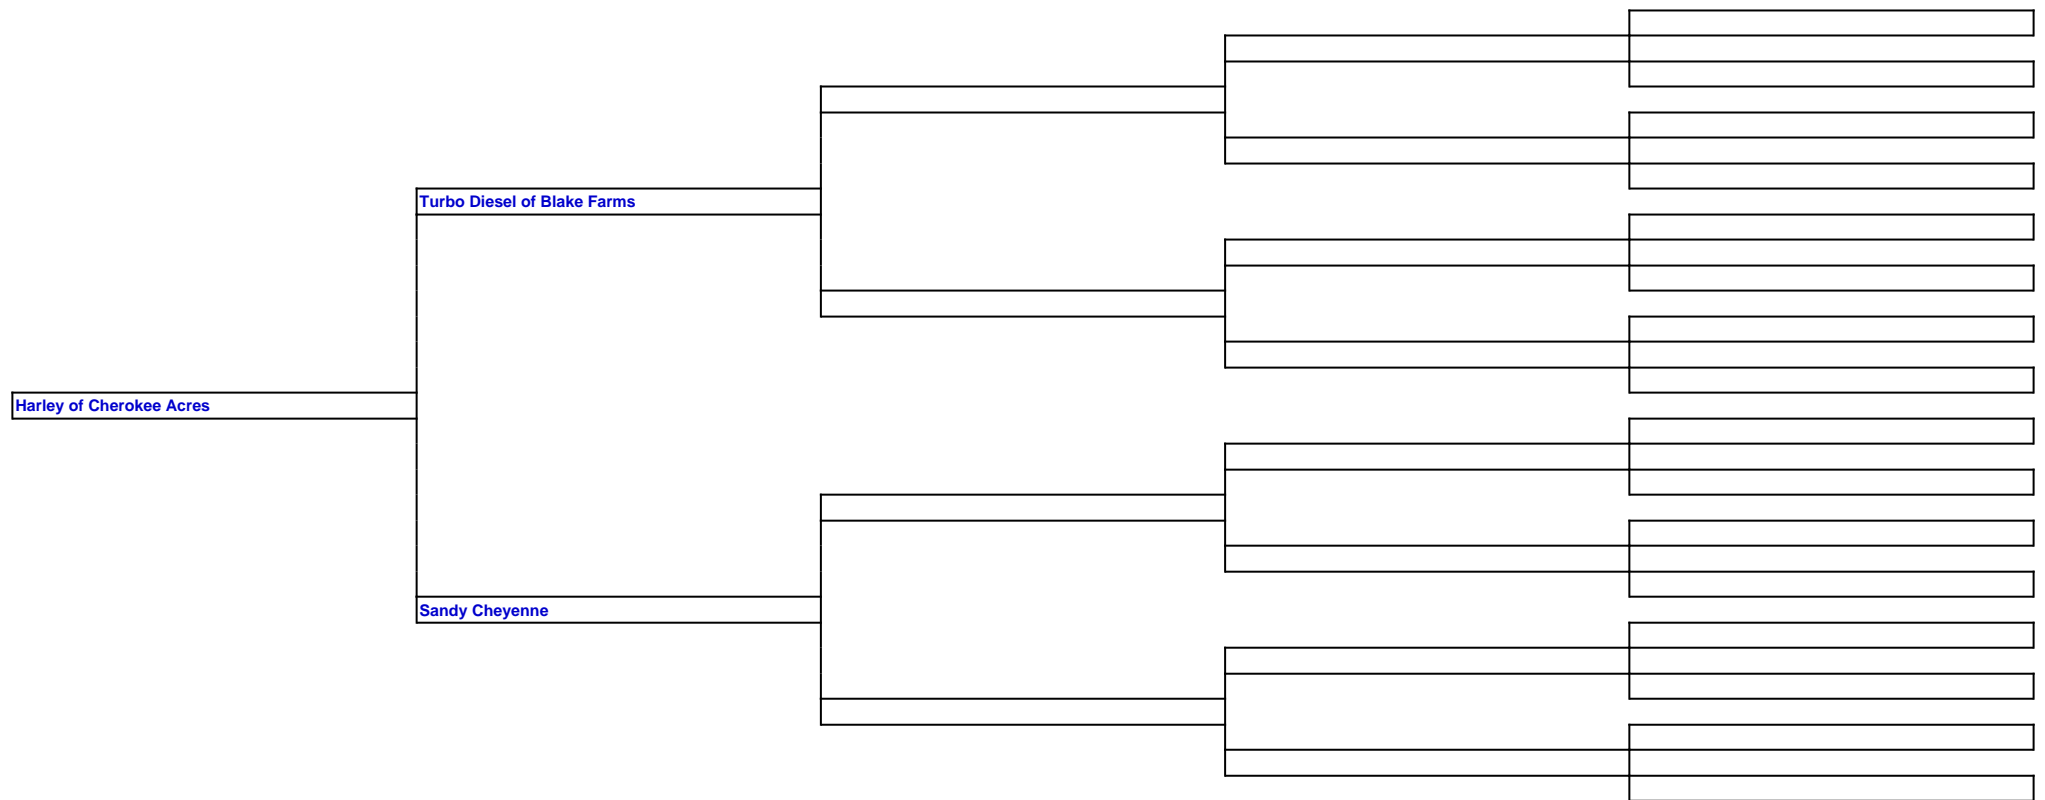 Turbo Diesel of Blake Farms
Harley of Cherokee Acres
Sandy Cheyenne